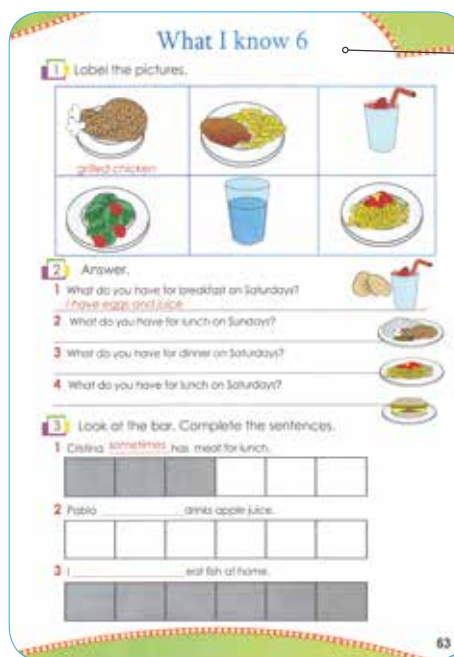 What I know 6
1 Label the pictures.
grilled chicken
2 Answer.
1 What do you have for breakfast on Saturdays?
I have eggs and juice
2 What do you have for lunch on Sundays?
3 What do you have for dinner on Saturdays?
4 What do you have for lunch on Saturdays?
3 Look at the bar. Complete the sentences.
1 Cristina sometimes has meat for lunch.
2 Pablo ______ drinks apple juice.
3 I ______ eat fish at home.
63